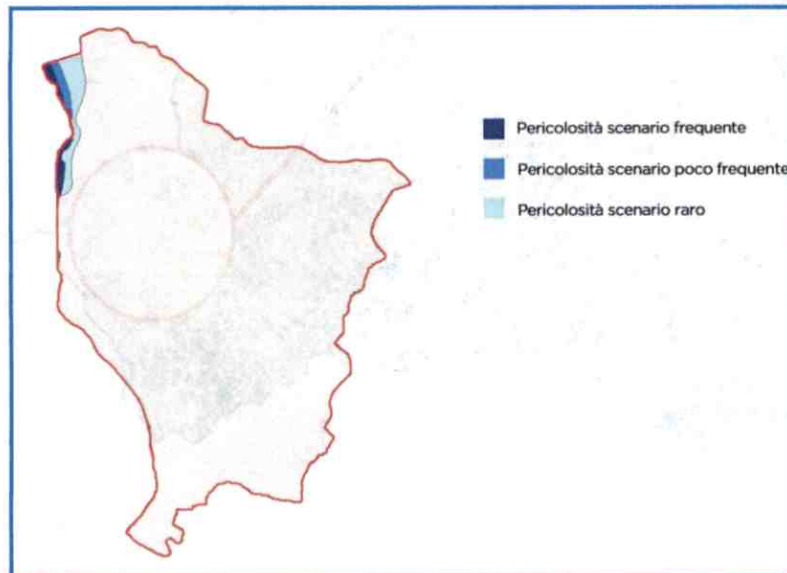 Pericolosità scenario frequente
Pericolosità scenario poco frequente
Pericolosità scenario raro